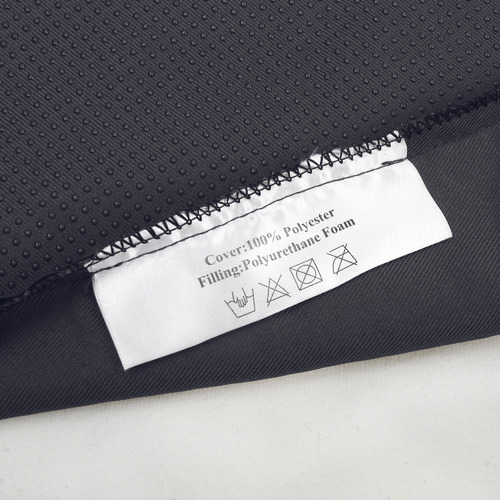 Cover:100% Polyester
Filling:Polyurethane Foam